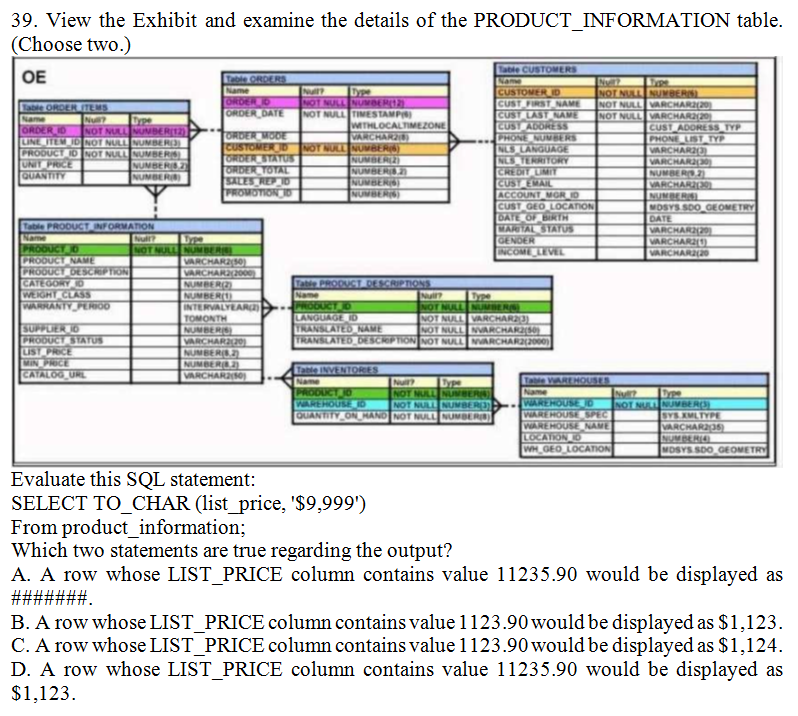 39. View the Exhibit and examine the details of the PRODUCT_INFORMATION table.
(Choose two.)
OE
Table ORDER_ITEMS
Name Null? Type
ORDER_ID NOT NULL NUMBER(12)
LINE_ITEM_ID NOT NULL NUMBER(3)
PRODUCT_ID NOT NULL NUMBER(6)
UNIT_PRICE NUMBER(8,2)
QUANTITY NUMBER(8)
Table ORDERS
Name Null? Type
ORDER_ID NOT NULL NUMBER(12)
ORDER_DATE NOT NULL TIMESTAMP(6)
WITHLOCALTIMEZONE
ORDER_MODE VARCHAR2(8)
CUSTOMER_ID NOT NULL NUMBER(6)
ORDER_STATUS NUMBER(2)
ORDER_TOTAL NUMBER(8,2)
SALES_REP_ID NUMBER(6)
PROMOTION_ID NUMBER(6)
Table CUSTOMERS
Name Null? Type
CUSTOMER_ID NOT NULL NUMBER(6)
CUST_FIRST_NAME NOT NULL VARCHAR2(20)
CUST_LAST_NAME NOT NULL VARCHAR2(20)
CUST_ADDRESS CUST_ADDRESS_TYP
PHONE_NUMBERS PHONE_LIST_TYP
NLS_LANGUAGE VARCHAR2(3)
NLS_TERRITORY VARCHAR2(30)
CREDIT_LIMIT NUMBER(9,2)
CUST_EMAIL VARCHAR2(30)
ACCOUNT_MGR_ID NUMBER(6)
CUST_GEO_LOCATION MDSYS.SDO_GEOMETRY
DATE_OF_BIRTH DATE
MARITAL_STATUS VARCHAR2(20)
GENDER VARCHAR2(1)
INCOME_LEVEL VARCHAR2(20
Table PRODUCT_INFORMATION
Name Null? Type
PRODUCT_ID NOT NULL NUMBER(6)
PRODUCT_NAME VARCHAR2(50)
PRODUCT_DESCRIPTION VARCHAR2(2000)
CATEGORY_ID NUMBER(2)
WEIGHT_CLASS NUMBER(1)
WARRANTY_PERIOD INTERVALYEAR(2)
TOMONTH
SUPPLIER_ID NUMBER(6)
PRODUCT_STATUS VARCHAR2(20)
LIST_PRICE NUMBER(8,2)
MIN_PRICE NUMBER(8,2)
CATALOG_URL VARCHAR2(50)
Table PRODUCT_DESCRIPTIONS
Name Null? Type
PRODUCT_ID NOT NULL NUMBER(6)
LANGUAGE_ID NOT NULL VARCHAR2(3)
TRANSLATED_NAME NOT NULL NVARCHAR2(50)
TRANSLATED_DESCRIPTION NOT NULL NVARCHAR2(2000)
Table INVENTORIES
Name Null? Type
PRODUCT_ID NOT NULL NUMBER(6)
WAREHOUSE_ID NOT NULL NUMBER(3)
QUANTITY_ON_HAND NOT NULL NUMBER(8)
Table WAREHOUSES
Name Null? Type
WAREHOUSE_ID NOT NULL NUMBER(3)
WAREHOUSE_SPEC SYS.XMLTYPE
WAREHOUSE_NAME VARCHAR2(35)
LOCATION_ID NUMBER(4)
WH_GEO_LOCATION MDSYS.SDO_GEOMETRY
Evaluate this SQL statement:
SELECT TO_CHAR (list_price, '$9,999')
From product_information;
Which two statements are true regarding the output?
A. A row whose LIST_PRICE column contains value 11235.90 would be displayed as
#######.
B. A row whose LIST_PRICE column contains value 1123.90 would be displayed as $1,123.
C. A row whose LIST_PRICE column contains value 1123.90 would be displayed as $1,124.
D. A row whose LIST_PRICE column contains value 11235.90 would be displayed as
$1,123.